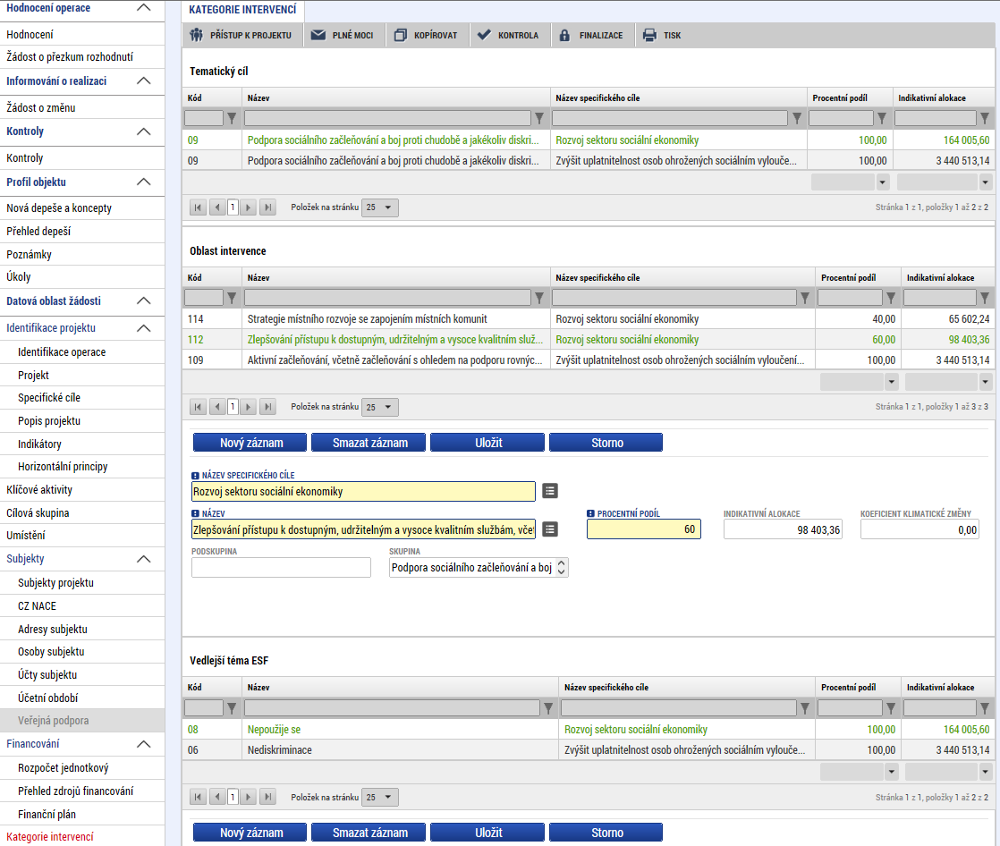 Hodnocení operace
Hodnocení
Žádost o přezkum rozhodnutí
Informování o realizaci
Žádost o změnu
Kontroly
Kontroly
Profil objektu
Nová depeše a koncepty
Přehled depeší
Poznámky
Úkoly
Datová oblast žádosti
Identifikace projektu
Identifikace operace
Projekt
Specifické cíle
Popis projektu
Indikátory
Horizontální principy
Klíčové aktivity
Cílová skupina
Umístění
Subjekty
Subjekty projektu
CZ NACE
Adresy subjektu
Osoby subjektu
Účty subjektu
Účetní období
Veřejná podpora
Financování
Rozpočet jednotkový
Přehled zdrojů financování
Finanční plán
Kategorie intervencí
KATEGORIE INTERVENCÍ
PŘÍSTUP K PROJEKTU PLNÉ MOCI KOPÍROVAT KONTROLA FINALIZACE TISK
Tematický cíl
Kód Název Název specifického cíle Procentní podíl Indikativní alokace
09 Podpora sociálního začleňování a boj proti chudobě a jakékoliv diskri... Rozvoj sektoru sociální ekonomiky 100,00 164 005,60
09 Podpora sociálního začleňování a boj proti chudobě a jakékoliv diskri... Zvýšit uplatnitelnost osob ohrožených sociálním vylouče... 100,00 3 440 513,14
1 Položek na stránku 25 Stránka 1 z 1, položky 1 až 2 z 2
Oblast intervence
Kód Název Název specifického cíle Procentní podíl Indikativní alokace
114 Strategie místního rozvoje se zapojením místních komunit Rozvoj sektoru sociální ekonomiky 40,00 65 602,24
112 Zlepšování přístupu k dostupným, udržitelným a vysoce kvalitním služ... Rozvoj sektoru sociální ekonomiky 60,00 98 403,36
109 Aktivní začleňování, včetně začleňování s ohledem na podporu rovnýc... Zvýšit uplatnitelnost osob ohrožených sociálním vyloučení... 100,00 3 440 513,14
1 Položek na stránku 25 Stránka 1 z 1, položky 1 až 3 z 3
Nový záznam Smazat záznam Uložit Storno
NÁZEV SPECIFICKÉHO CÍLE
Rozvoj sektoru sociální ekonomiky
NÁZEV PROCENTNÍ PODÍL INDIKATIVNÍ ALOKACE KOEFICIENT KLIMATICKÉ ZMĚNY
Zlepšování přístupu k dostupným, udržitelným a vysoce kvalitním službám, včet 60 98 403,36 0,00
PODSKUPINA SKUPINA
Podpora sociálního začleňování a boj
Vedlejší téma ESF
Kód Název Název specifického cíle Procentní podíl Indikativní alokace
08 Nepoužije se Rozvoj sektoru sociální ekonomiky 100,00 164 005,60
06 Nediskriminace Zvýšit uplatnitelnost osob ohrožených sociálním vylouče... 100,00 3 440 513,14
1 Položek na stránku 25 Stránka 1 z 1, položky 1 až 2 z 2
Nový záznam Smazat záznam Uložit Storno